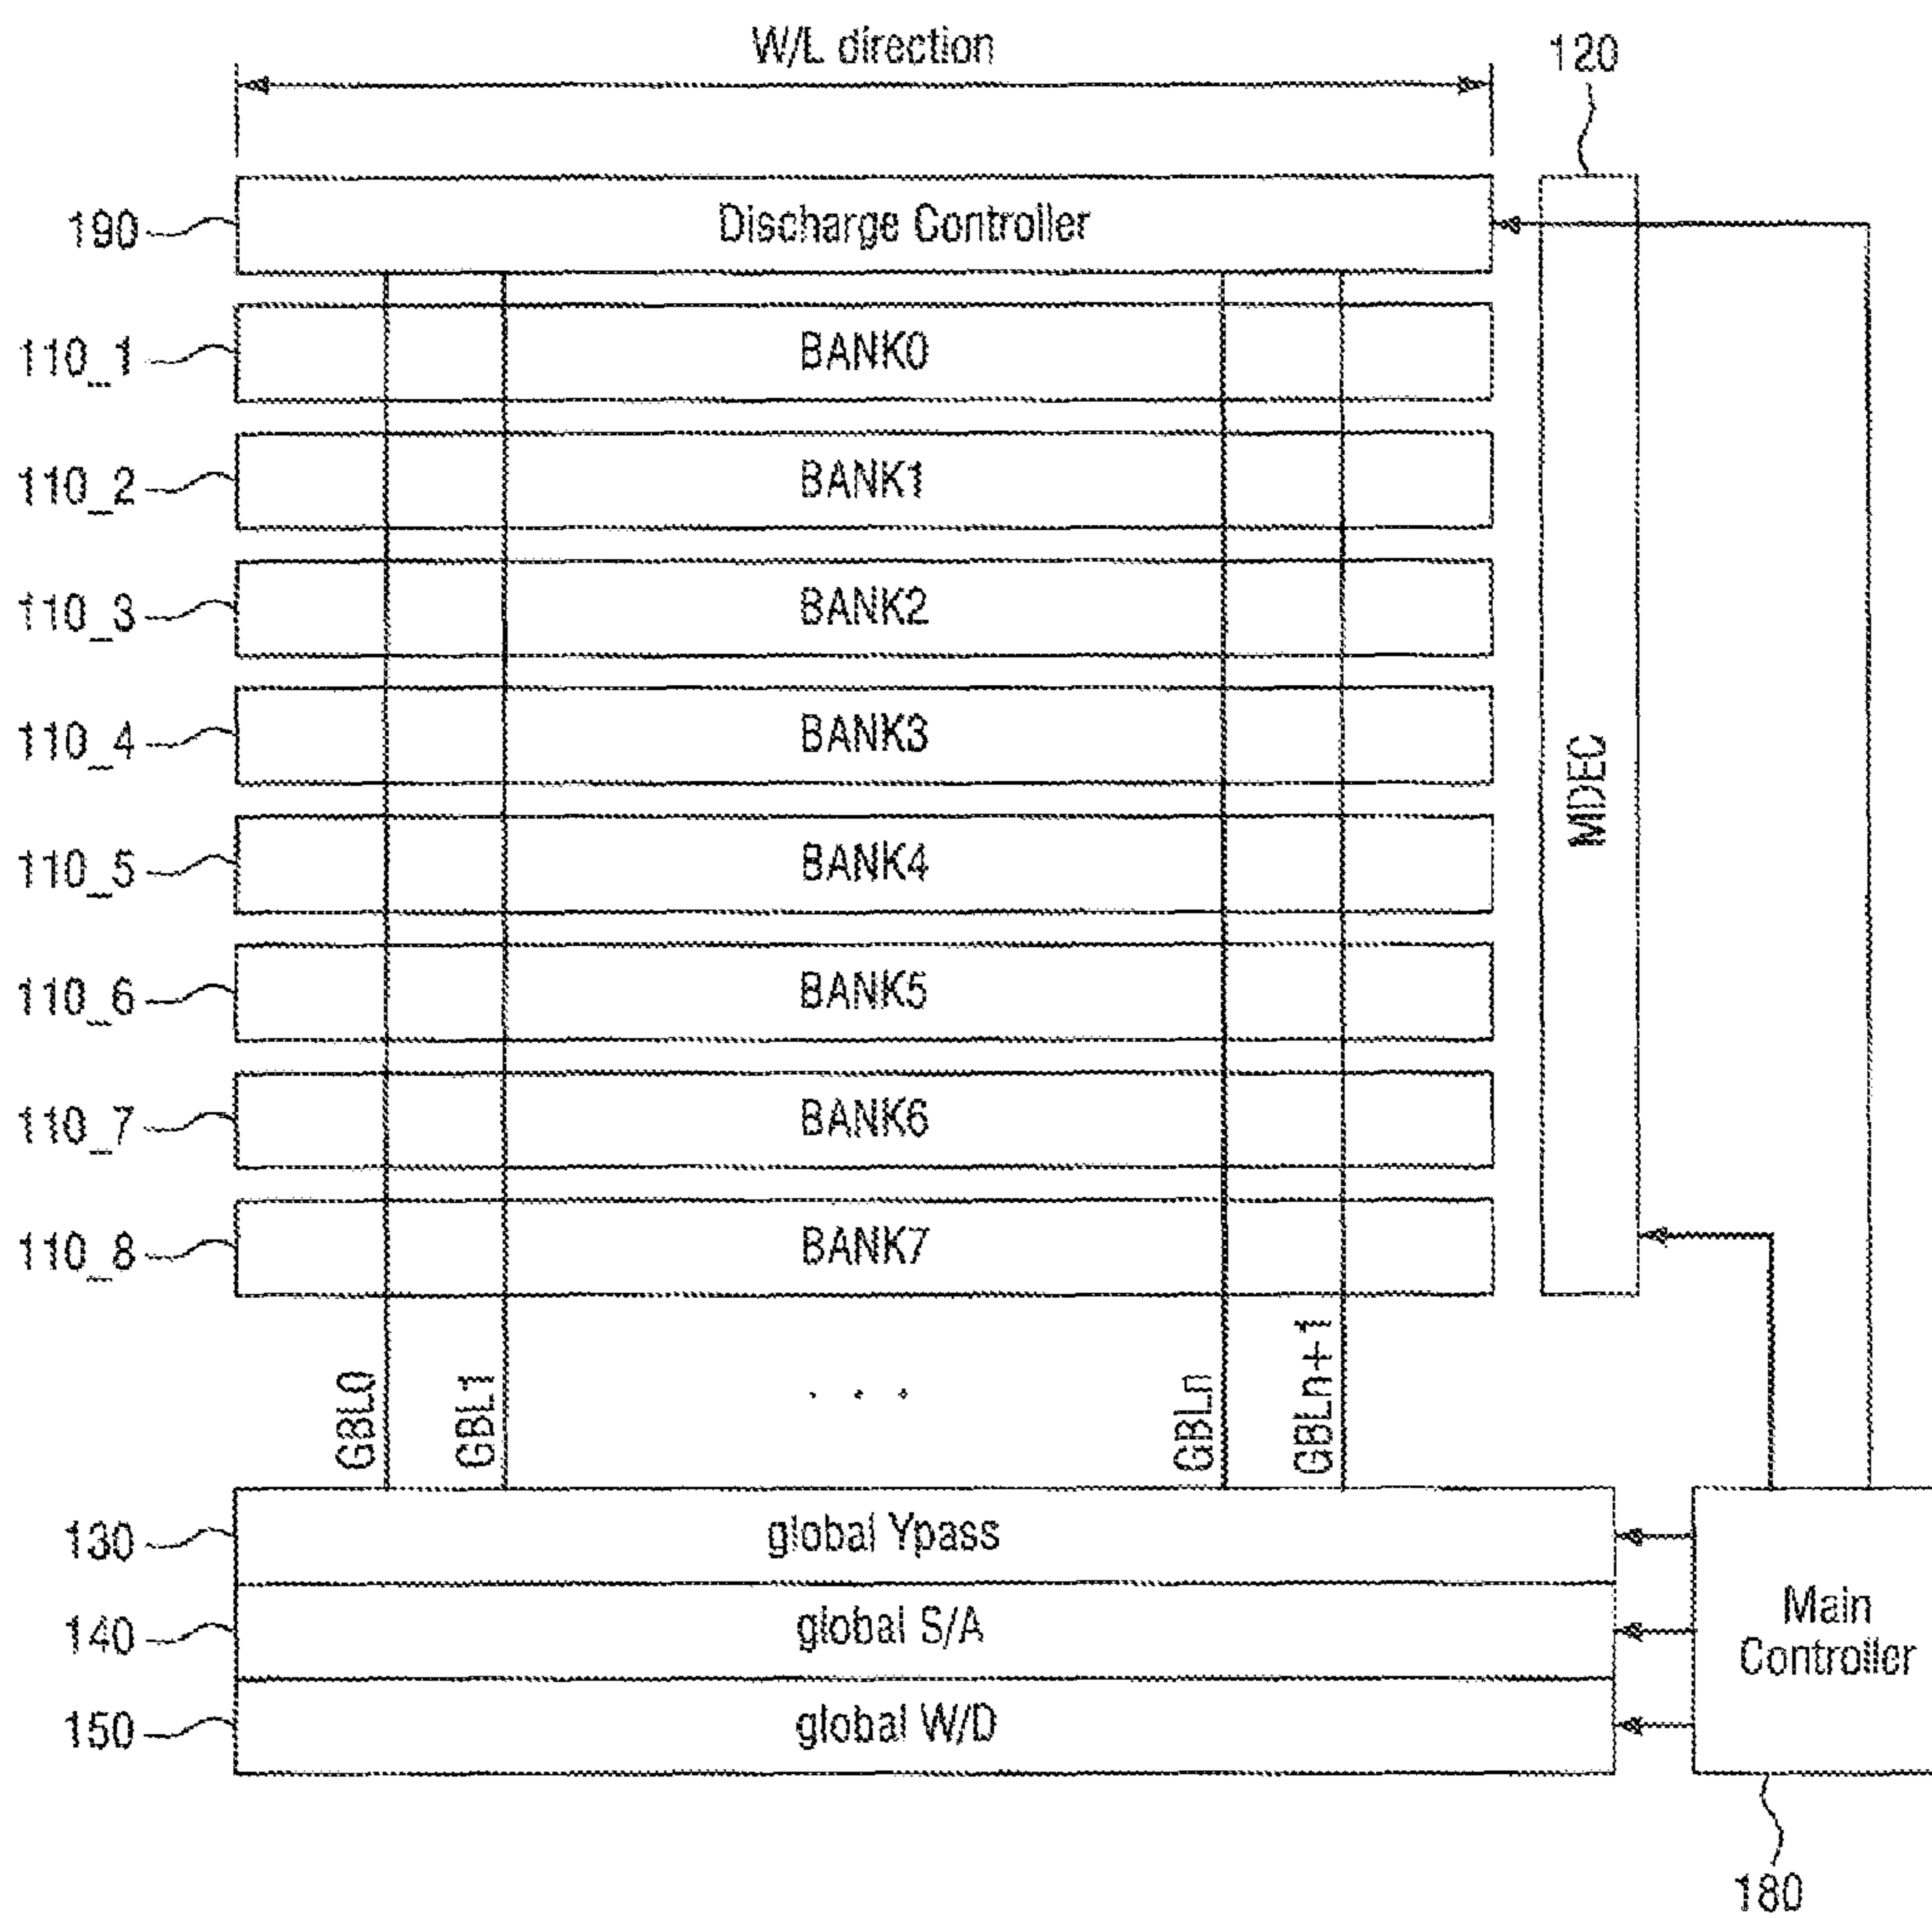 W/L direction
120
190
Discharge Controller
110_1
BANK0
110_2
BANK1
110_3
BANK2
110_4
BANK3
MDEC
110_5
BANK4
110_6
BANK5
110_7
BANK6
110_8
BANK7
GBL0
GBL1
. . .
GBLn
GBLn+1
130
global Ypass
140
global S/A
150
global W/D
Main
Controller
180